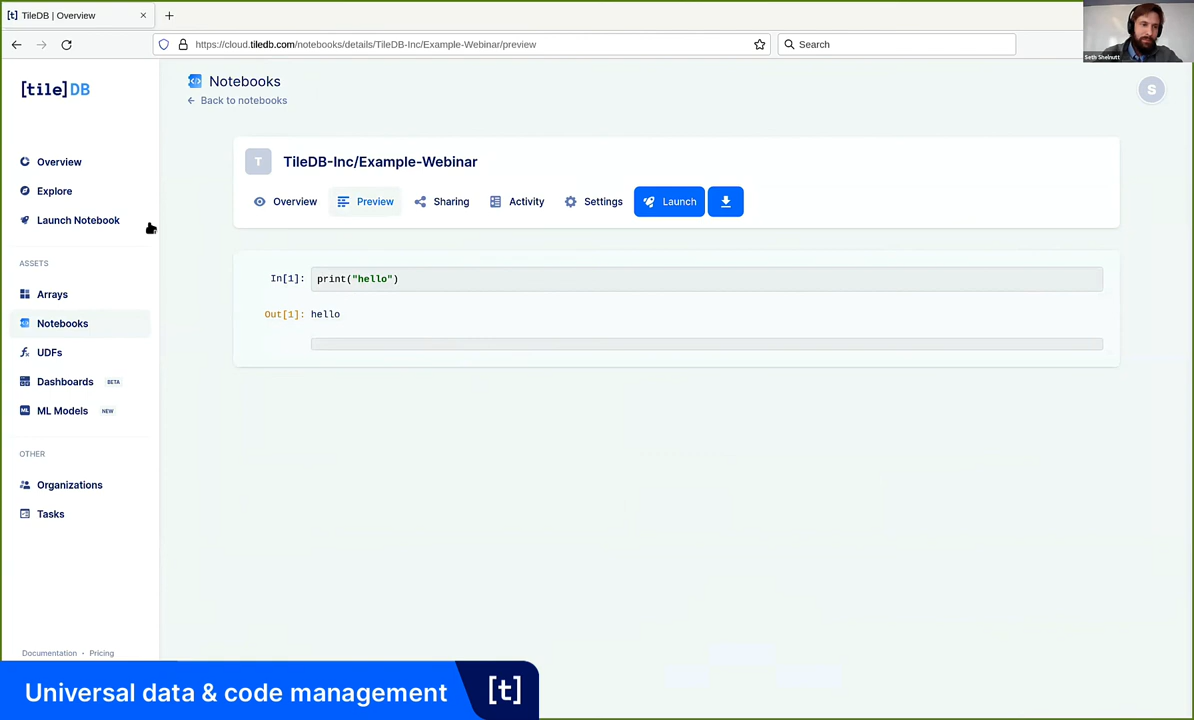 [t] TileDB | Overview
https://cloud.tiledb.com/notebooks/details/TileDB-Inc/Example-Webinar/preview
Search
Seth Shelnutt
[tile]DB
Notebooks
Back to notebooks
S
T
TileDB-Inc/Example-Webinar
Overview
Preview
Sharing
Activity
Settings
Launch
Overview
Explore
Launch Notebook
ASSETS
Arrays
Notebooks
UDFs
Dashboards BETA
ML ML Models NEW
OTHER
Organizations
Tasks
In[1]: print("hello")
Out[1]: hello
Documentation • Pricing
Universal data & code management
[t]